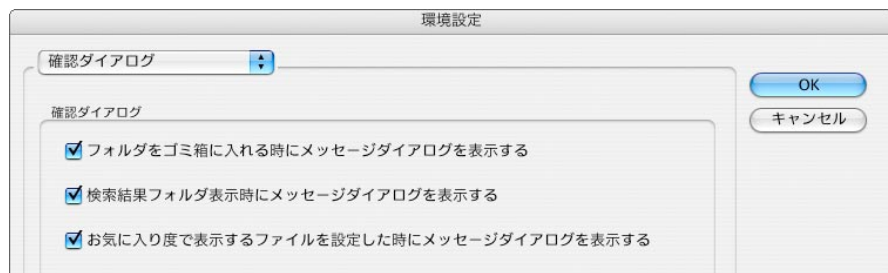 環境設定
確認ダイアログ
OK
確認ダイアログ
キャンセル
フォルダをゴミ箱に入れる時にメッセージダイアログを表示する
検索結果フォルダ表示時にメッセージダイアログを表示する
お気に入り度で表示するファイルを設定した時にメッセージダイアログを表示する